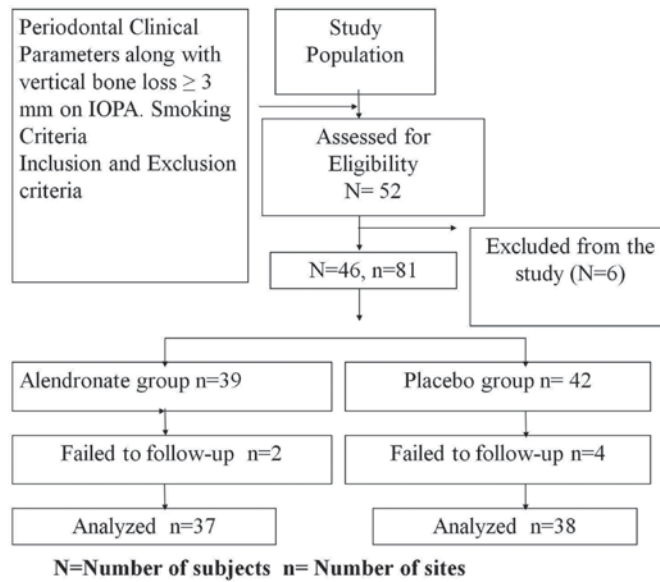 Periodontal Clinical
Parameters along with
vertical bone loss ≥ 3
mm on IOPA. Smoking
Criteria
Inclusion and Exclusion
criteria
Study
Population
Assessed for
Eligibility
N= 52
Excluded from the
study (N=6)
N=46, n=81
Alendronate group n=39
Placebo group n= 42
Failed to follow-up n=2
Failed to follow-up n=4
Analyzed n=37
Analyzed n=38
N=Number of subjects n= Number of sites